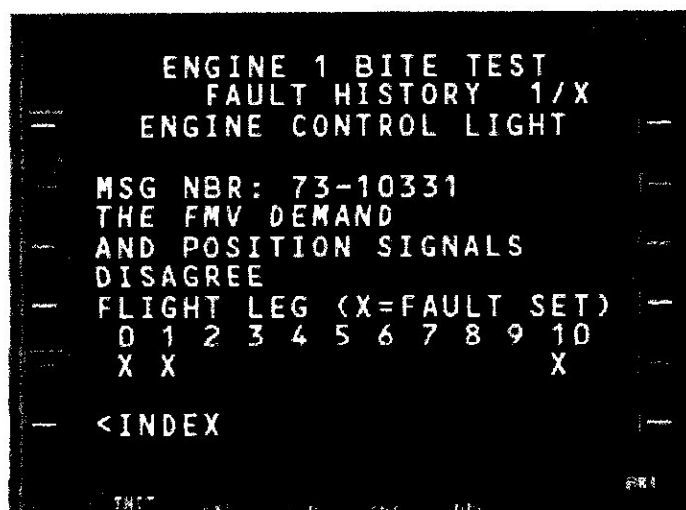 ENGINE 1 BITE TEST
FAULT HISTORY 1/X
ENGINE CONTROL LIGHT
MSG NBR: 73-10331
THE FMV DEMAND
AND POSITION SIGNALS
DISAGREE
FLIGHT LEG (X=FAULT SET)
0 1 2 3 4 5 6 7 8 9 10
X X X
<INDEX